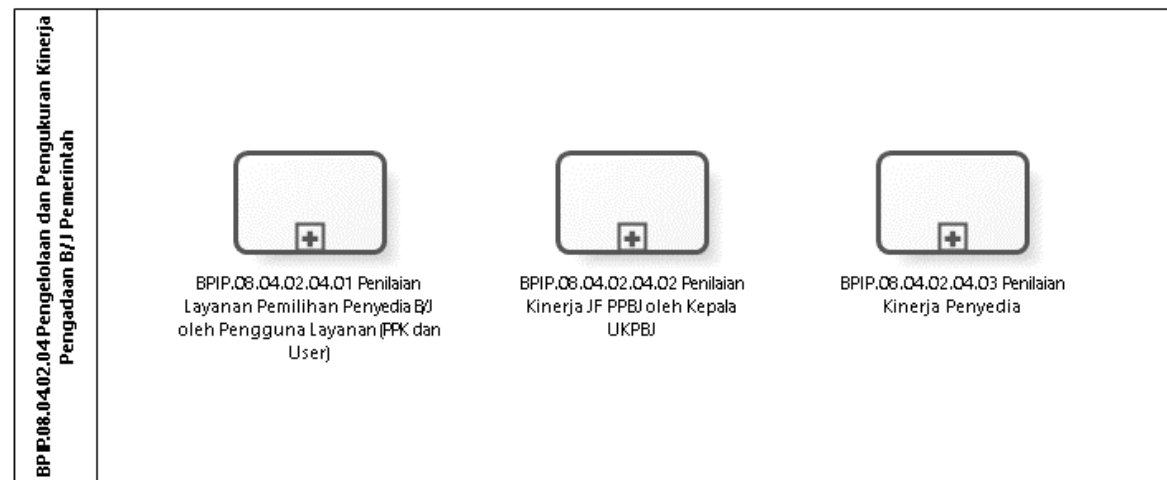 BPIP.08.04.02.04 Pengelolaan dan Pengukuran Kinerja
Pengadaan B/J Pemerintah
BPIP.08.04.02.04.01 Penilaian
Layanan Pemilihan Penyedia B/J
oleh Pengguna Layanan (PPK dan
User)
BPIP.08.04.02.04.02 Penilaian
Kinerja JF PPBJ oleh Kepala
UKPBJ
BPIP.08.04.02.04.03 Penilaian
Kinerja Penyedia